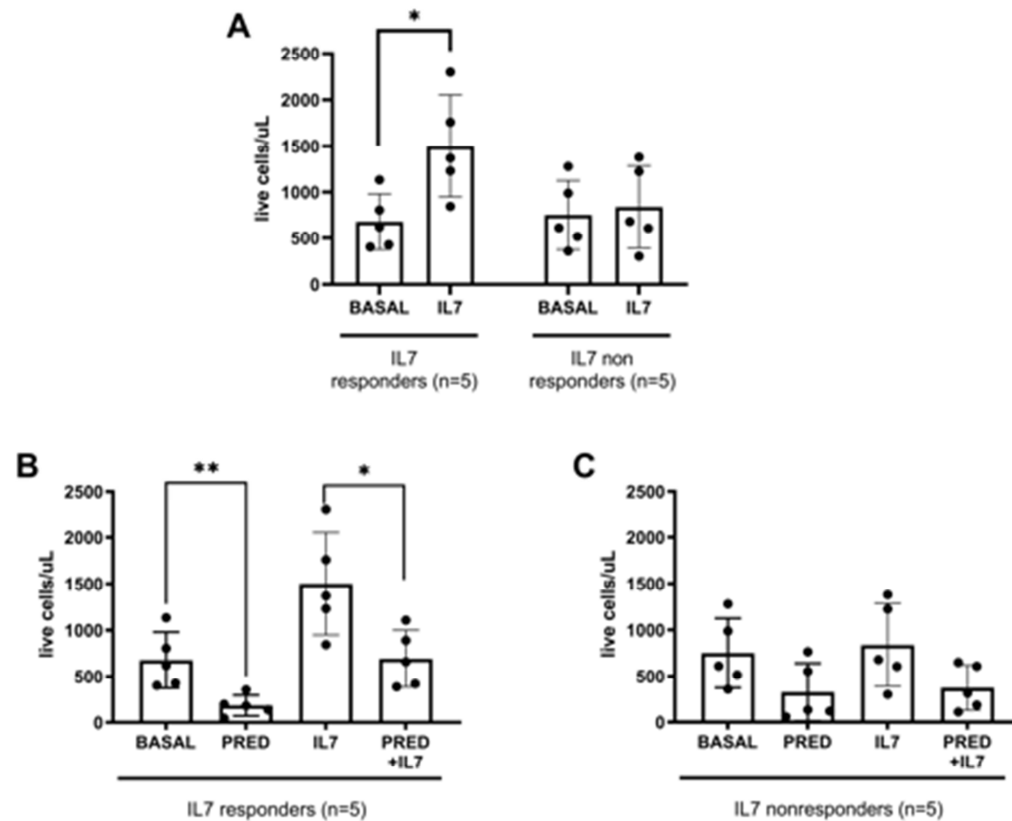 A
*
2500
2000
1500
1000
500
0
live cells/uL
BASAL IL7 BASAL IL7
IL7 IL7 non
responders (n=5) responders (n=5)
B
** *
2500
2000
1500
1000
500
0
live cells/uL
BASAL PRED IL7 PRED
+IL7
IL7 responders (n=5)
C
2500
2000
1500
1000
500
0
live cells/uL
BASAL PRED IL7 PRED
+IL7
IL7 nonresponders (n=5)